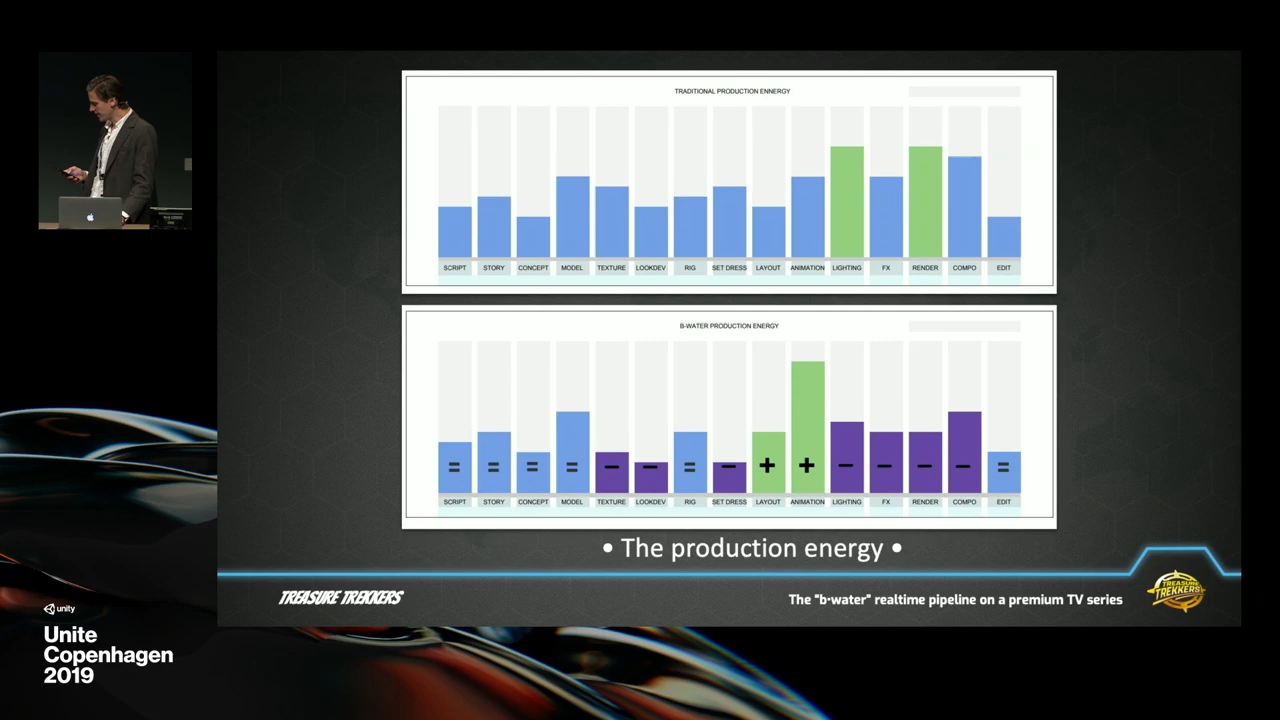 TRADITIONAL PRODUCTION ENNERGY
SCRIPT STORY CONCEPT MODEL TEXTURE LOOKDEV RIG SET DRESS LAYOUT ANIMATION LIGHTING FX RENDER COMPO EDIT
B-WATER PRODUCTION ENERGY
= = = = − − = − + + − − − − =
SCRIPT STORY CONCEPT MODEL TEXTURE LOOKDEV RIG SET DRESS LAYOUT ANIMATION LIGHTING FX RENDER COMPO EDIT
• The production energy •
TREASURE TREKKERS
The "b•water" realtime pipeline on a premium TV series
TREASURE
TREKKERS
unity
Unite
Copenhagen
2019